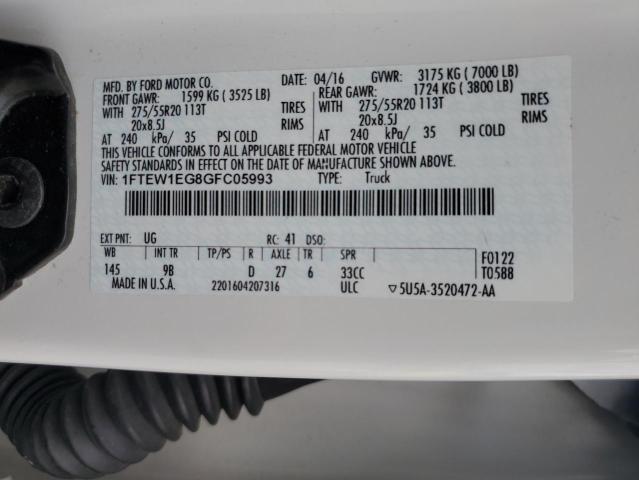 MFD. BY FORD MOTOR CO. DATE: 04/16 GVWR: 3175 KG ( 7000 LB)
FRONT GAWR: 1599 KG ( 3525 LB) REAR GAWR: 1724 KG ( 3800 LB)
WITH 275/55R20 113T TIRES WITH 275/55R20 113T TIRES
20x8.5J RIMS 20x8.5J RIMS
AT 240 kPa/ 35 PSI COLD AT 240 kPa/ 35 PSI COLD
THIS VEHICLE CONFORMS TO ALL APPLICABLE FEDERAL MOTOR VEHICLE
SAFETY STANDARDS IN EFFECT ON THE DATE OF MANUFACTURE SHOWN ABOVE.
VIN: 1FTEW1EG8GFC05993 TYPE: Truck
EXT PNT: UG RC: 41 DSO:
WB INT TR TP/PS R AXLE TR SPR F0122
145 9B D 27 6 33CC T0588
MADE IN U.S.A. 2201604207316 ULC ▽5U5A-3520472-AA